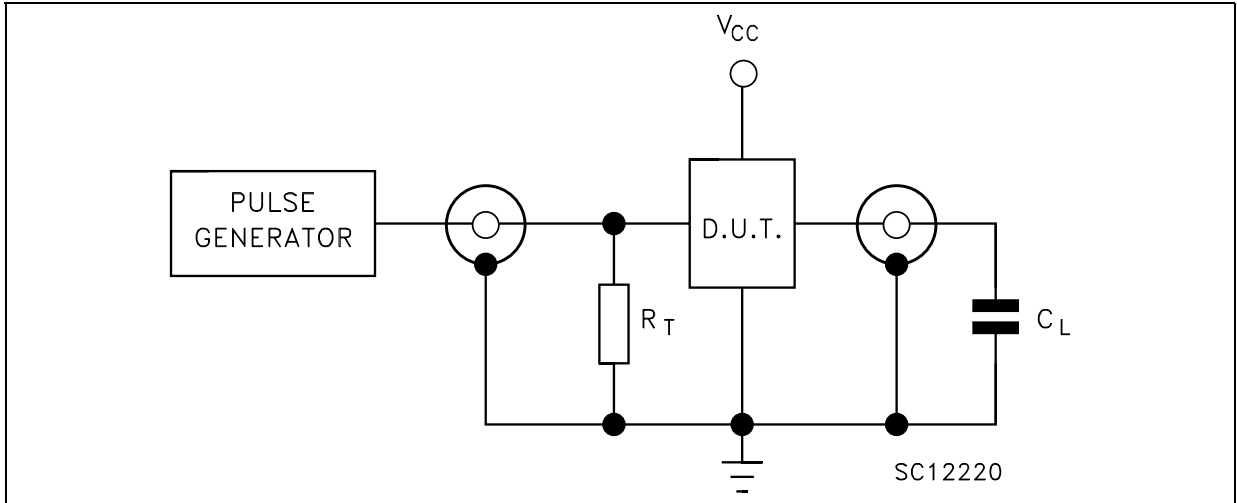 VCC
PULSE
GENERATOR
D.U.T.
RT
CL
SC12220